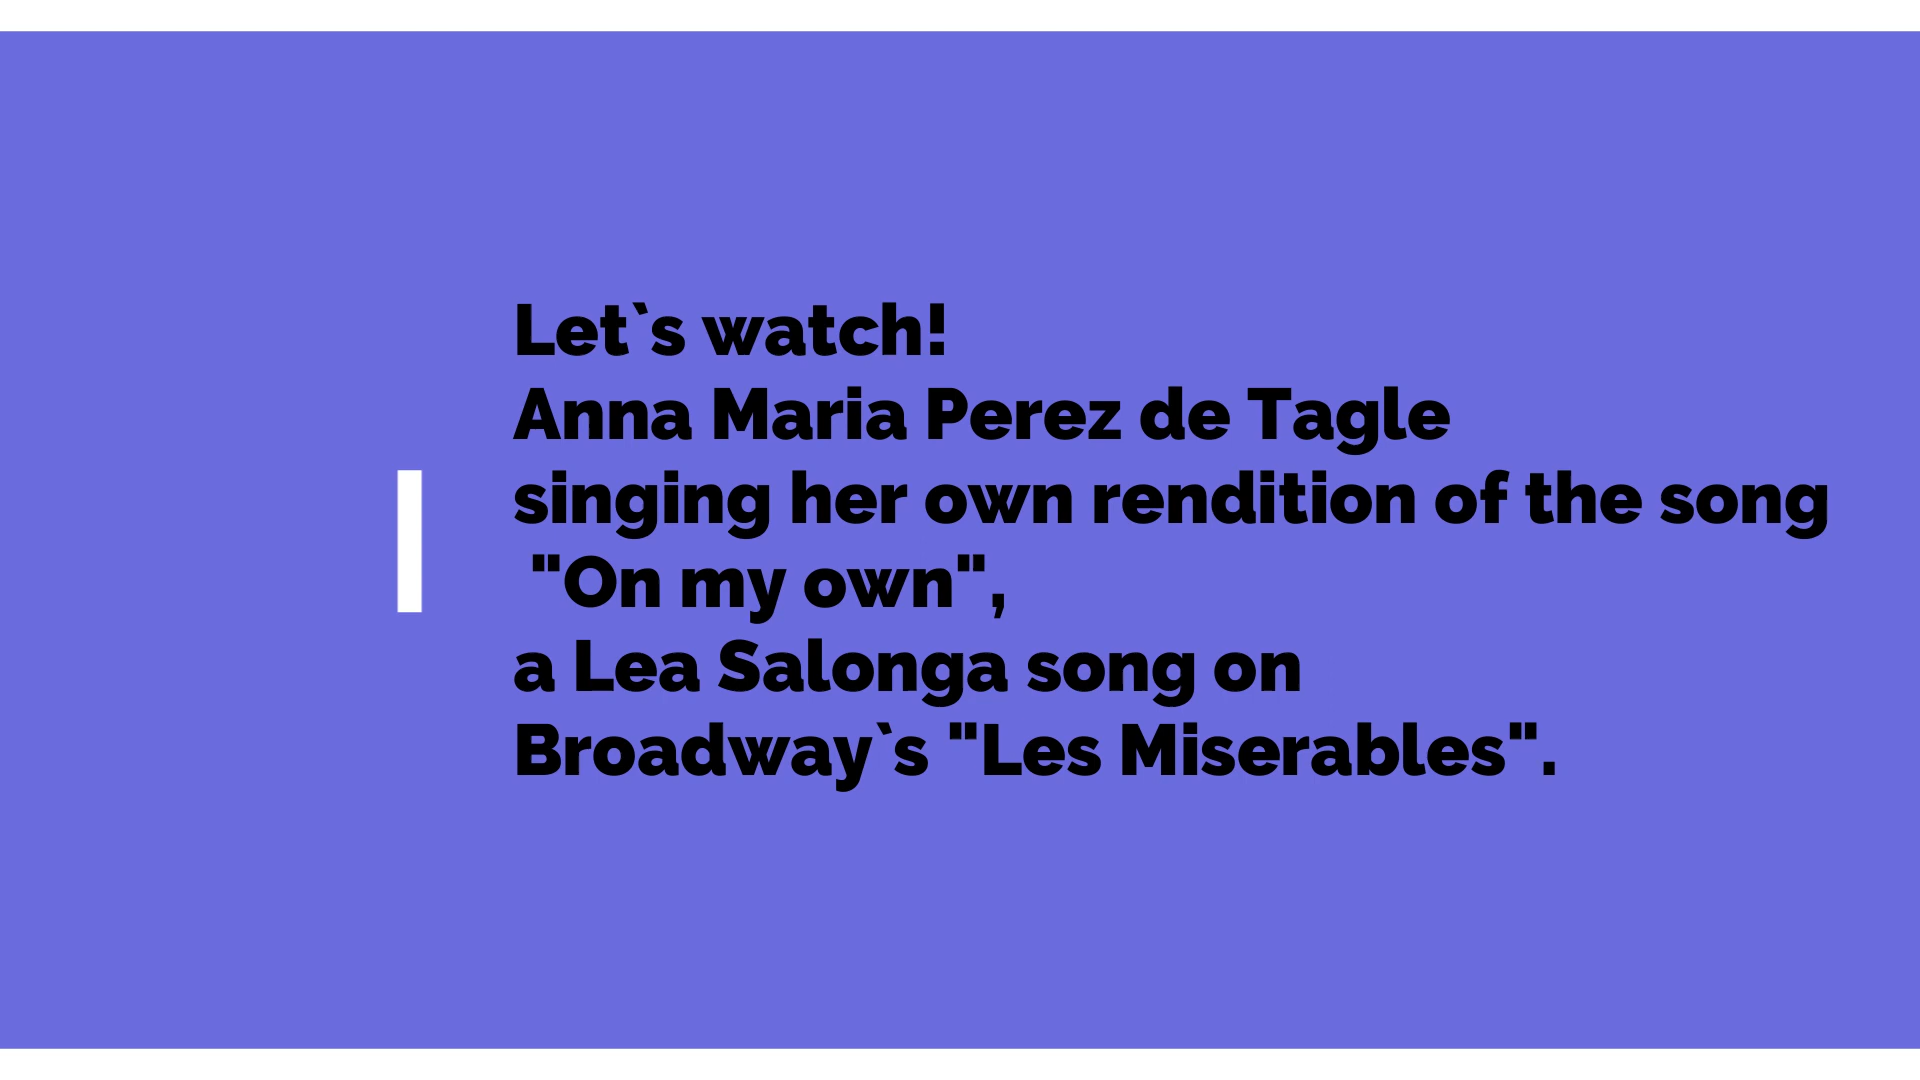 Let`s watch!
Anna Maria Perez de Tagle
singing her own rendition of the song
"On my own",
a Lea Salonga song on
Broadway`s "Les Miserables".